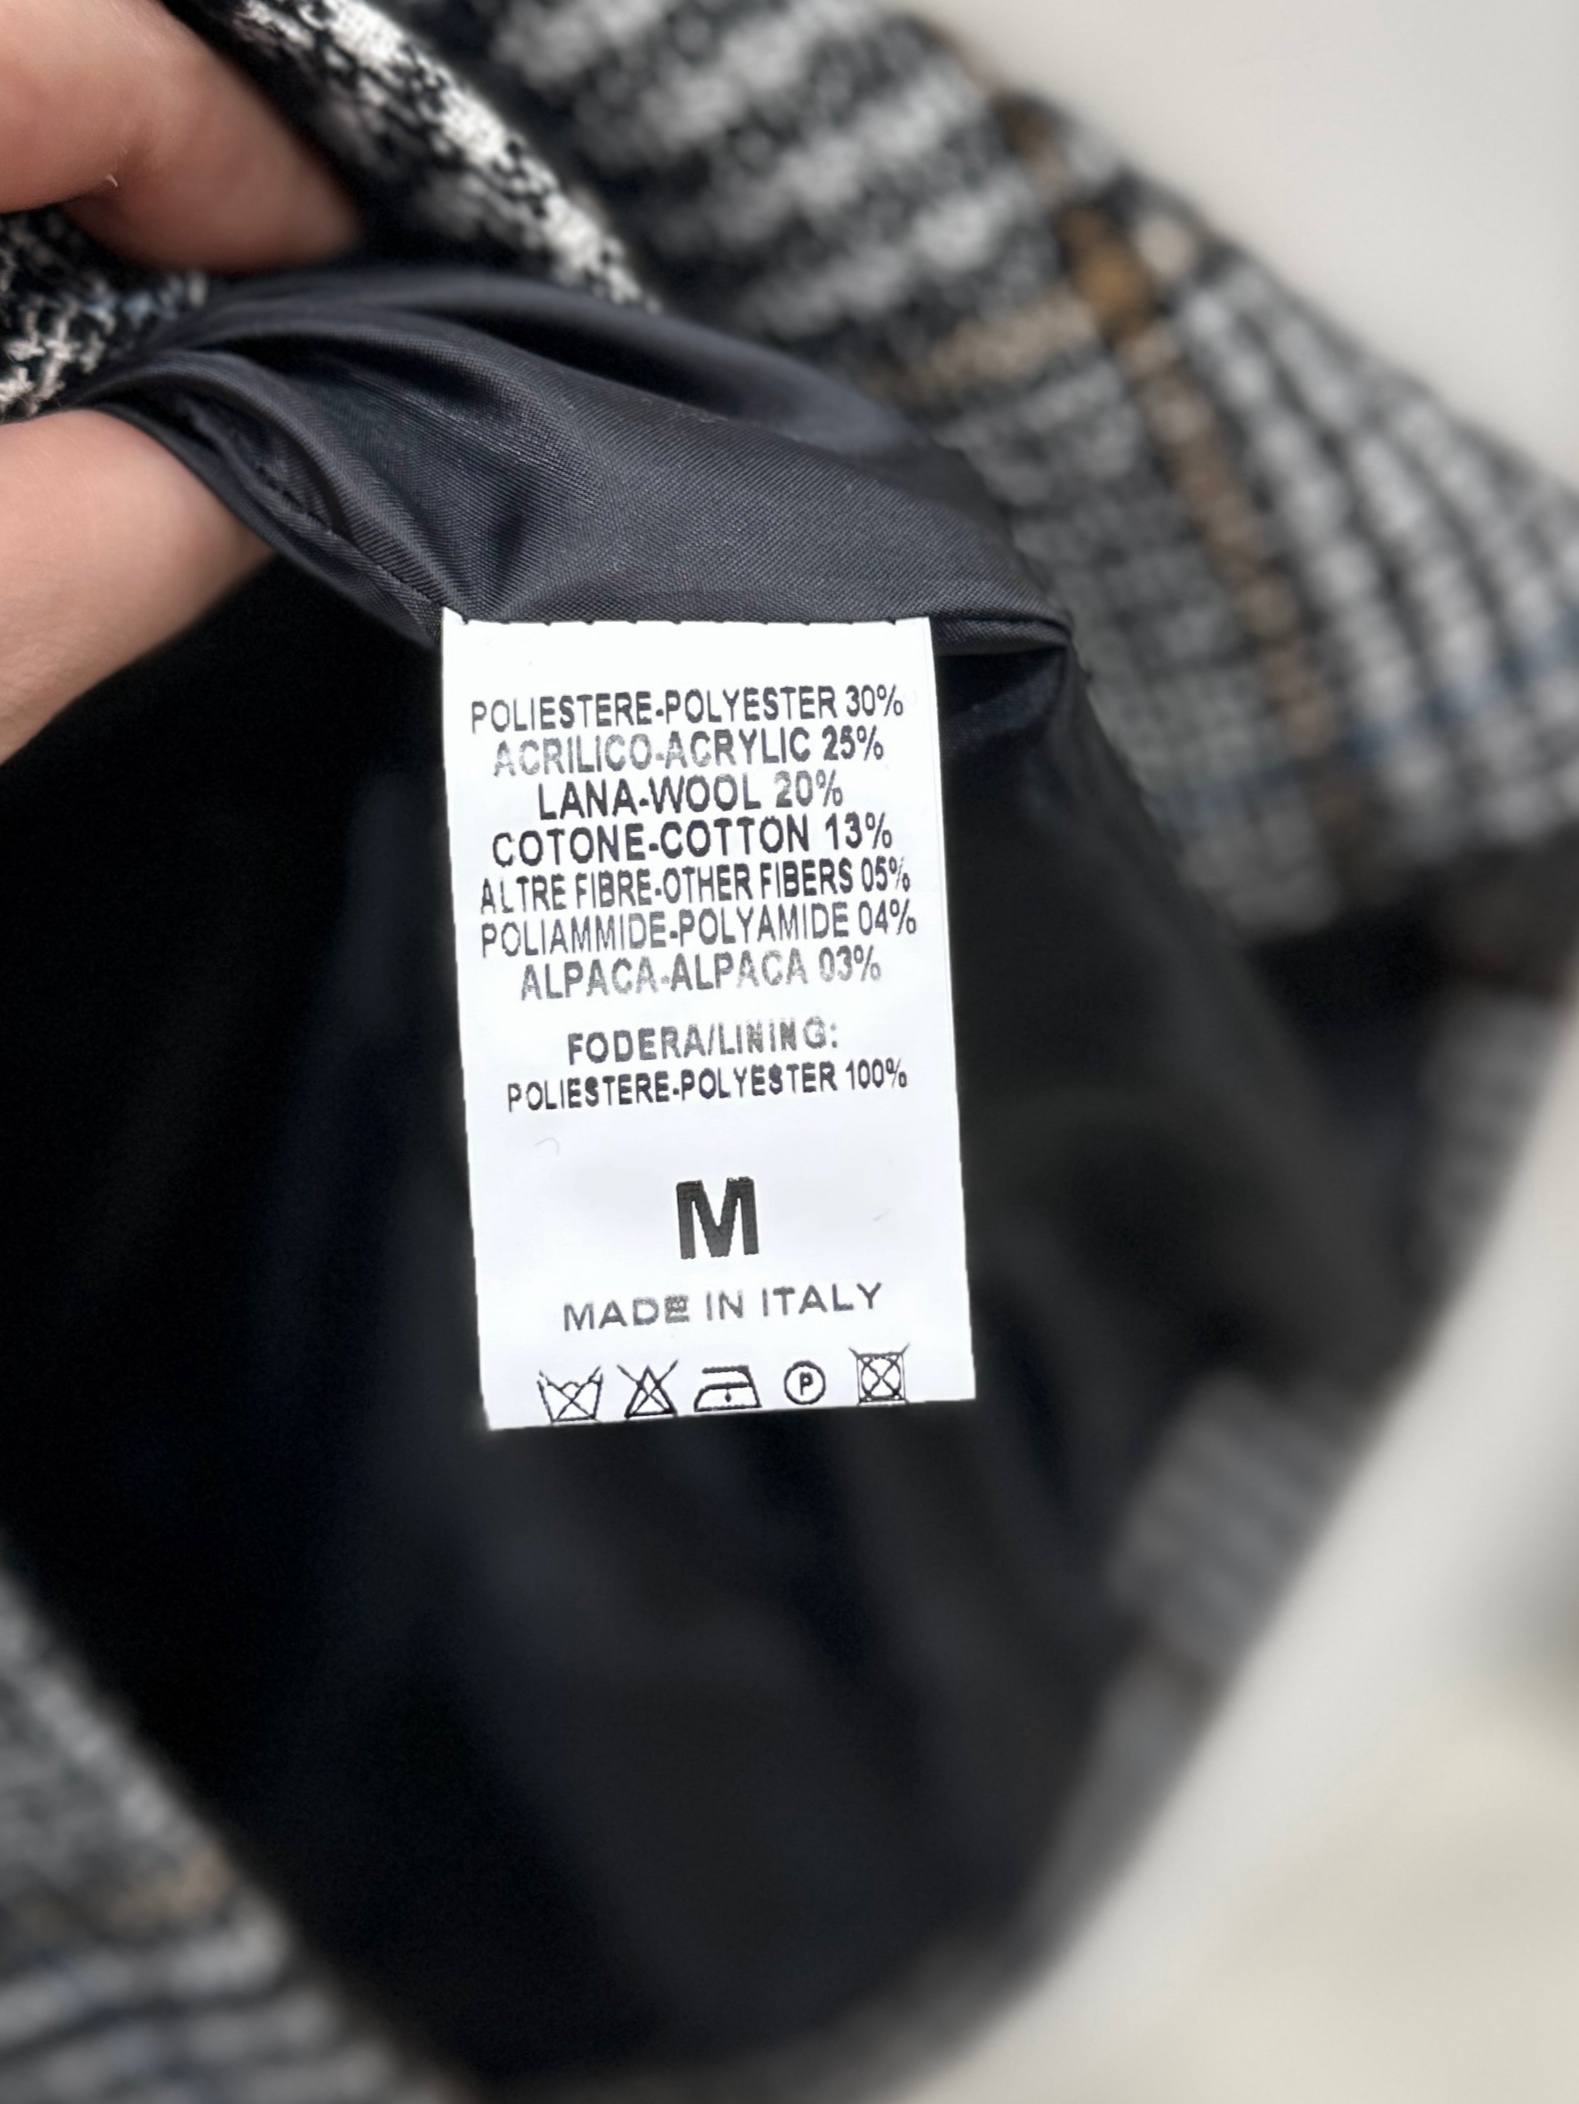 POLIESTERE-POLYESTER 30%
ACRILICO-ACRYLIC 25%
LANA-WOOL 20%
COTONE-COTTON 13%
ALTRE FIBRE-OTHER FIBERS 05%
POLIAMMIDE-POLYAMIDE 04%
ALPACA-ALPACA 03%
FODERA/LINING:
POLIESTERE-POLYESTER 100%
M
MADE IN ITALY
P